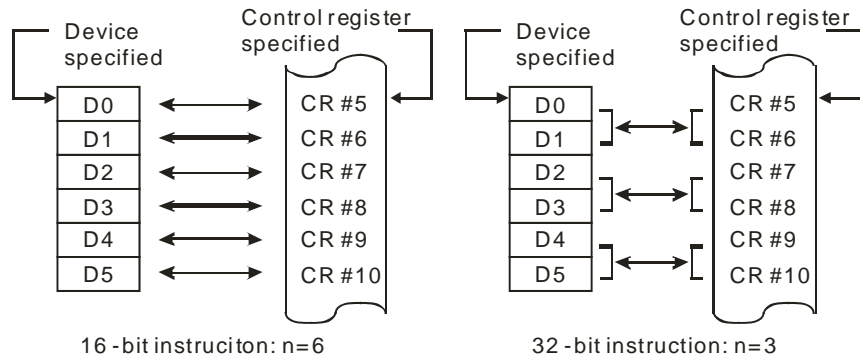 Device
specified
Control register
specified
D0
D1
D2
D3
D4
D5
CR #5
CR #6
CR #7
CR #8
CR #9
CR #10
16-bit instruciton: n=6
Device
specified
Control register
specified
D0
D1
D2
D3
D4
D5
CR #5
CR #6
CR #7
CR #8
CR #9
CR #10
32-bit instruction: n=3